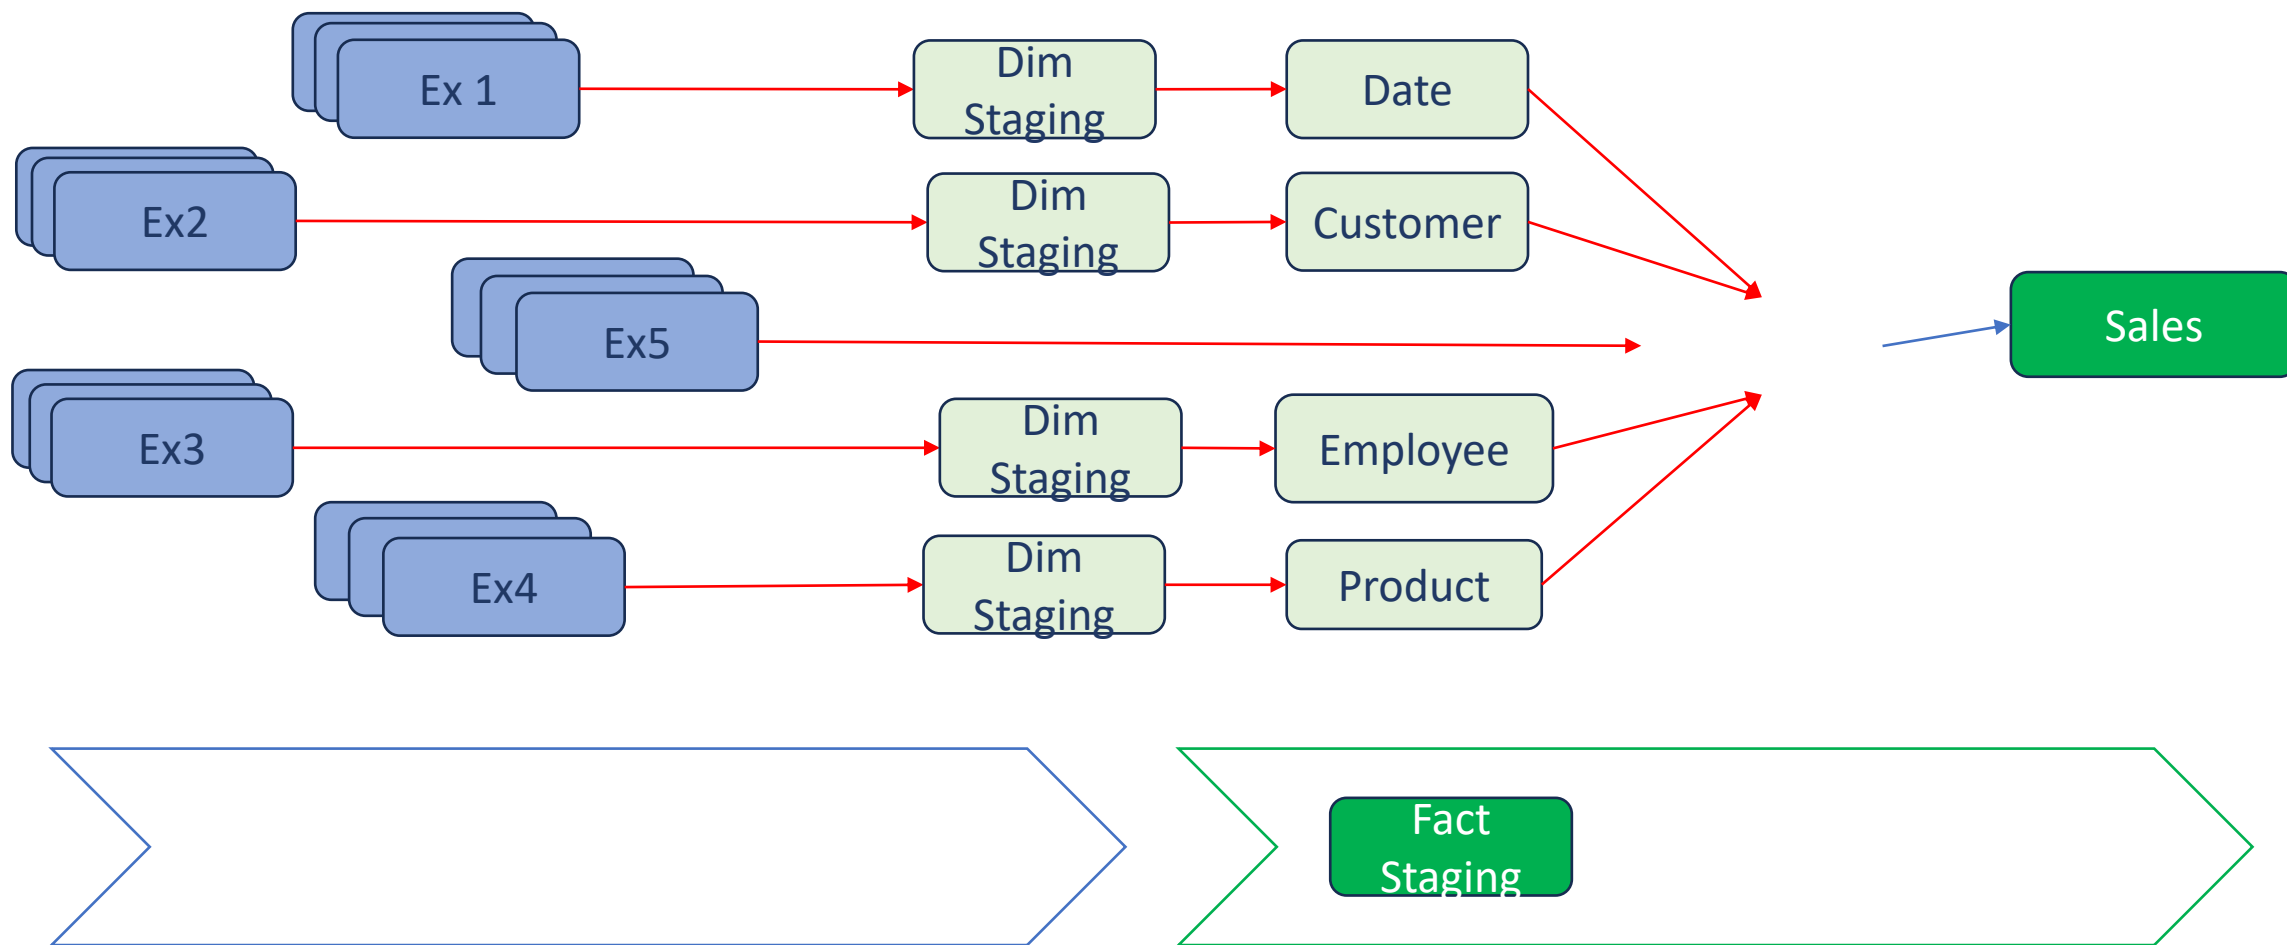 Ex 1
Dim
Staging
Date
Ex2
Dim
Staging
Customer
Ex5
Sales
Ex3
Dim
Staging
Employee
Ex4
Dim
Staging
Product
Fact
Staging